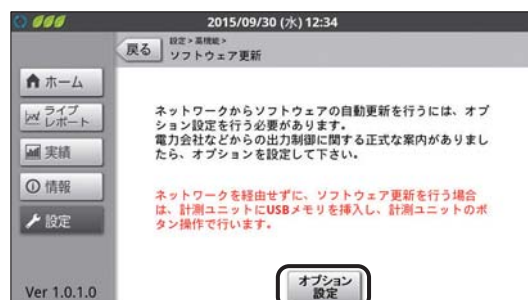 2015/09/30 (水) 12:34
戻る
設定 > 高機能 >
ソフトウェア更新
ホーム
ライブ
レポート
実績
情報
設定
ネットワークからソフトウェアの自動更新を行うには、オプ
ション設定を行う必要があります。
電力会社などからの出力制御に関する正式な案内がありまし
たら、オプションを設定して下さい。
ネットワークを経由せずに、ソフトウェア更新を行う場合
は、計測ユニットにUSBメモリを挿入し、計測ユニットのボ
タン操作で行います。
オプション
設定
Ver 1.0.1.0